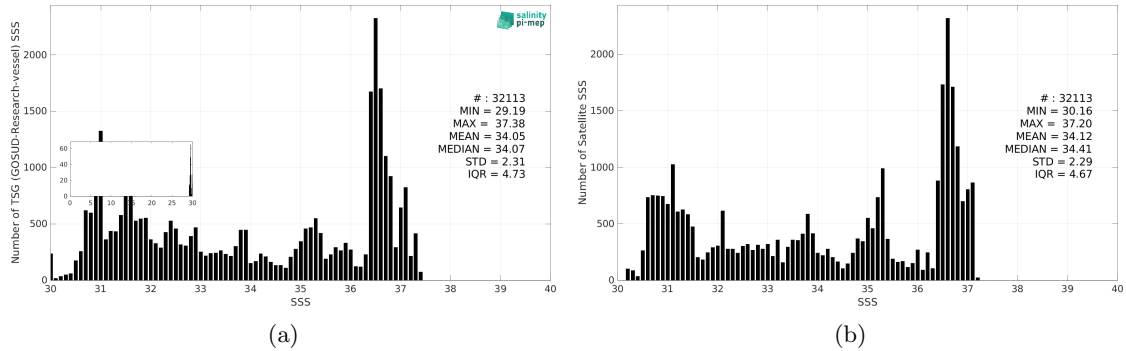 salinity
pi-mep
Number of TSG (GOSUD-Research-vessel) SSS
2000
1500
1000
500
0
# : 32113
MIN = 29.19
MAX = 37.38
MEAN = 34.05
MEDIAN = 34.07
STD = 2.31
IQR = 4.73
60
40
20
0
0 5 10 15 20 25 30
30 31 32 33 34 35 36 37 38 39 40
SSS
(a)
Number of Satellite SSS
2000
1500
1000
500
0
# : 32113
MIN = 30.16
MAX = 37.20
MEAN = 34.12
MEDIAN = 34.41
STD = 2.29
IQR = 4.67
30 31 32 33 34 35 36 37 38 39 40
SSS
(b)